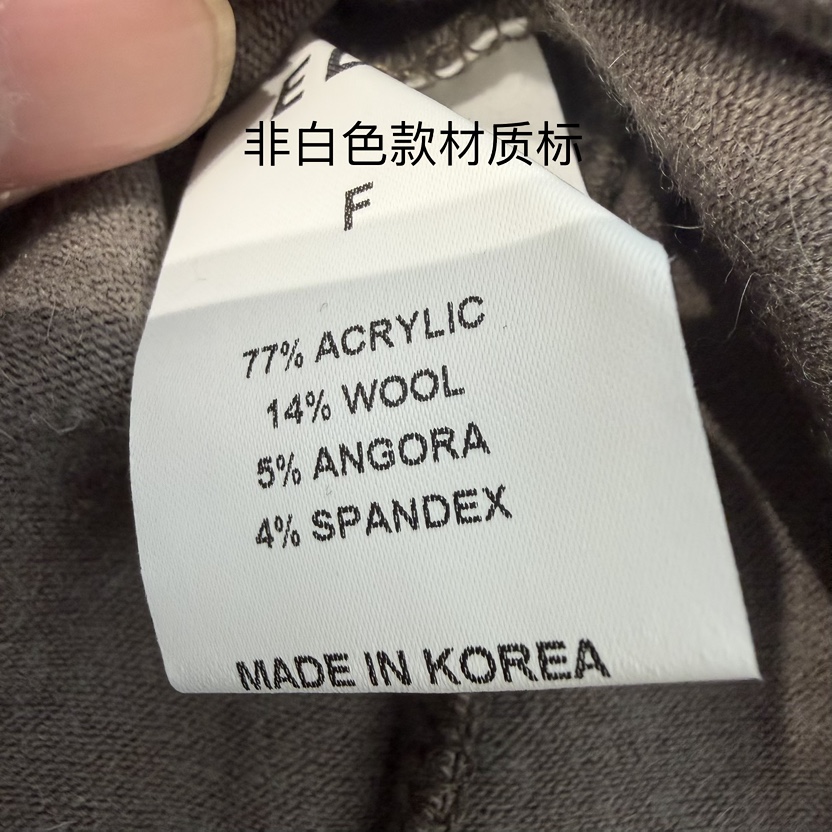 非白色款材质标
F
77% ACRYLIC
14% WOOL
5% ANGORA
4% SPANDEX
MADE IN KOREA